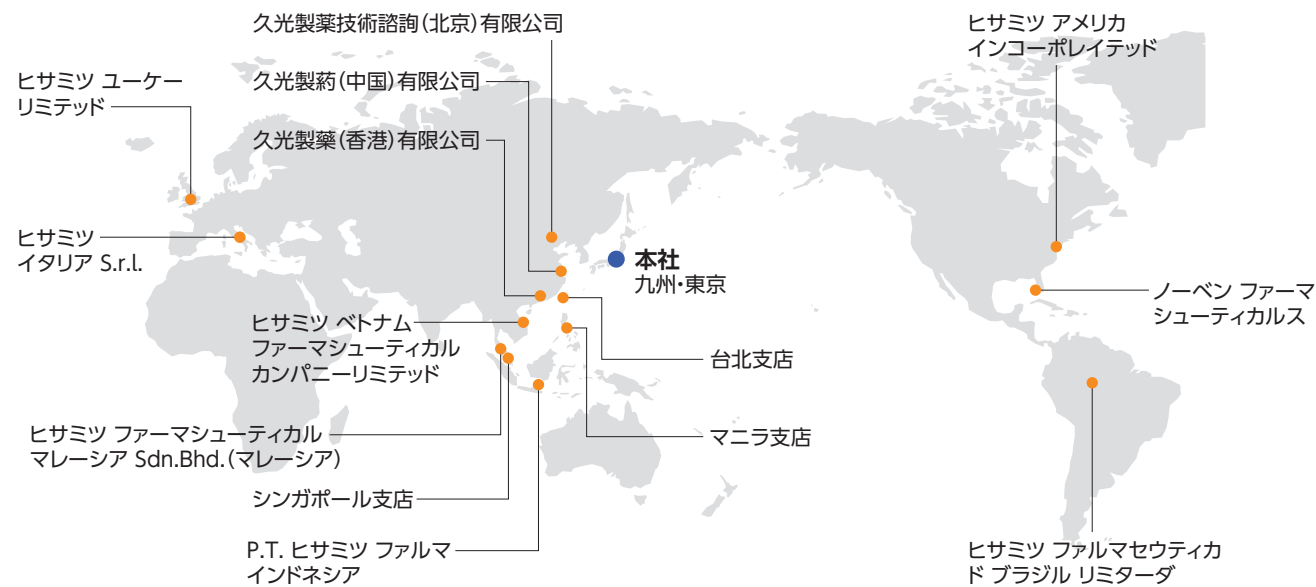 久光製薬技術諮詢(北京)有限公司
ヒサミツ アメリカ
インコーポレイテッド
ヒサミツ ユーケー
リミテッド
久光製葯(中国)有限公司
久光製藥(香港)有限公司
ヒサミツ
イタリア S.r.l.
本社
九州・東京
ノーベン ファーマ
シューティカルス
ヒサミツ ベトナム
ファーマシューティカル
カンパニーリミテッド
台北支店
ヒサミツ ファーマシューティカル
マレーシア Sdn.Bhd.(マレーシア)
マニラ支店
シンガポール支店
P.T. ヒサミツ ファルマ
インドネシア
ヒサミツ ファルマセウティカ
ド ブラジル リミターダ